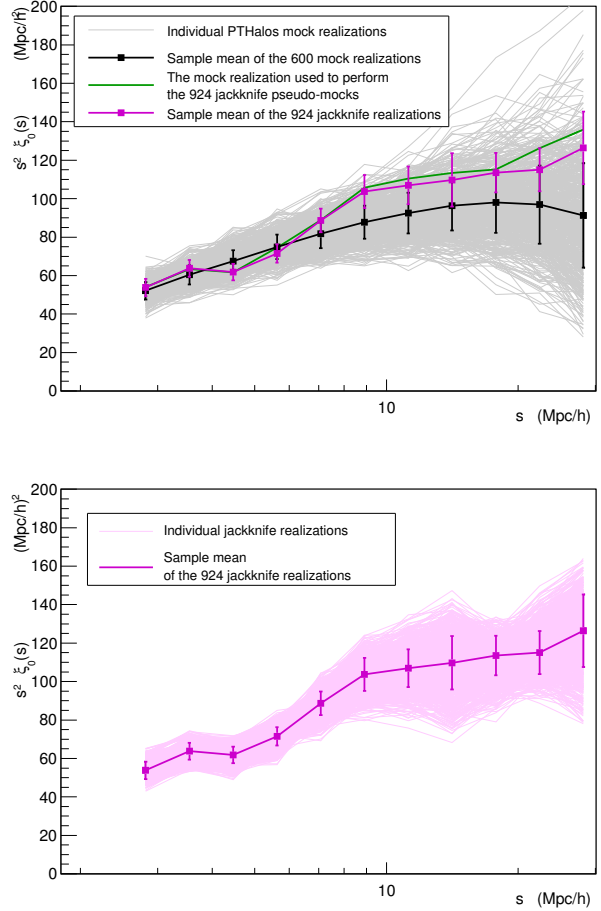 200
180
160
140
120
100
80
60
40
20
0
s² ξ₀(s) (Mpc/h)²
Individual PTHalos mock realizations
Sample mean of the 600 mock realizations
The mock realization used to perform
the 924 jackknife pseudo-mocks
Sample mean of the 924 jackknife realizations
10
s (Mpc/h)
200
180
160
140
120
100
80
60
40
20
0
s² ξ₀(s) (Mpc/h)²
Individual jackknife realizations
Sample mean
of the 924 jackknife realizations
10
s (Mpc/h)